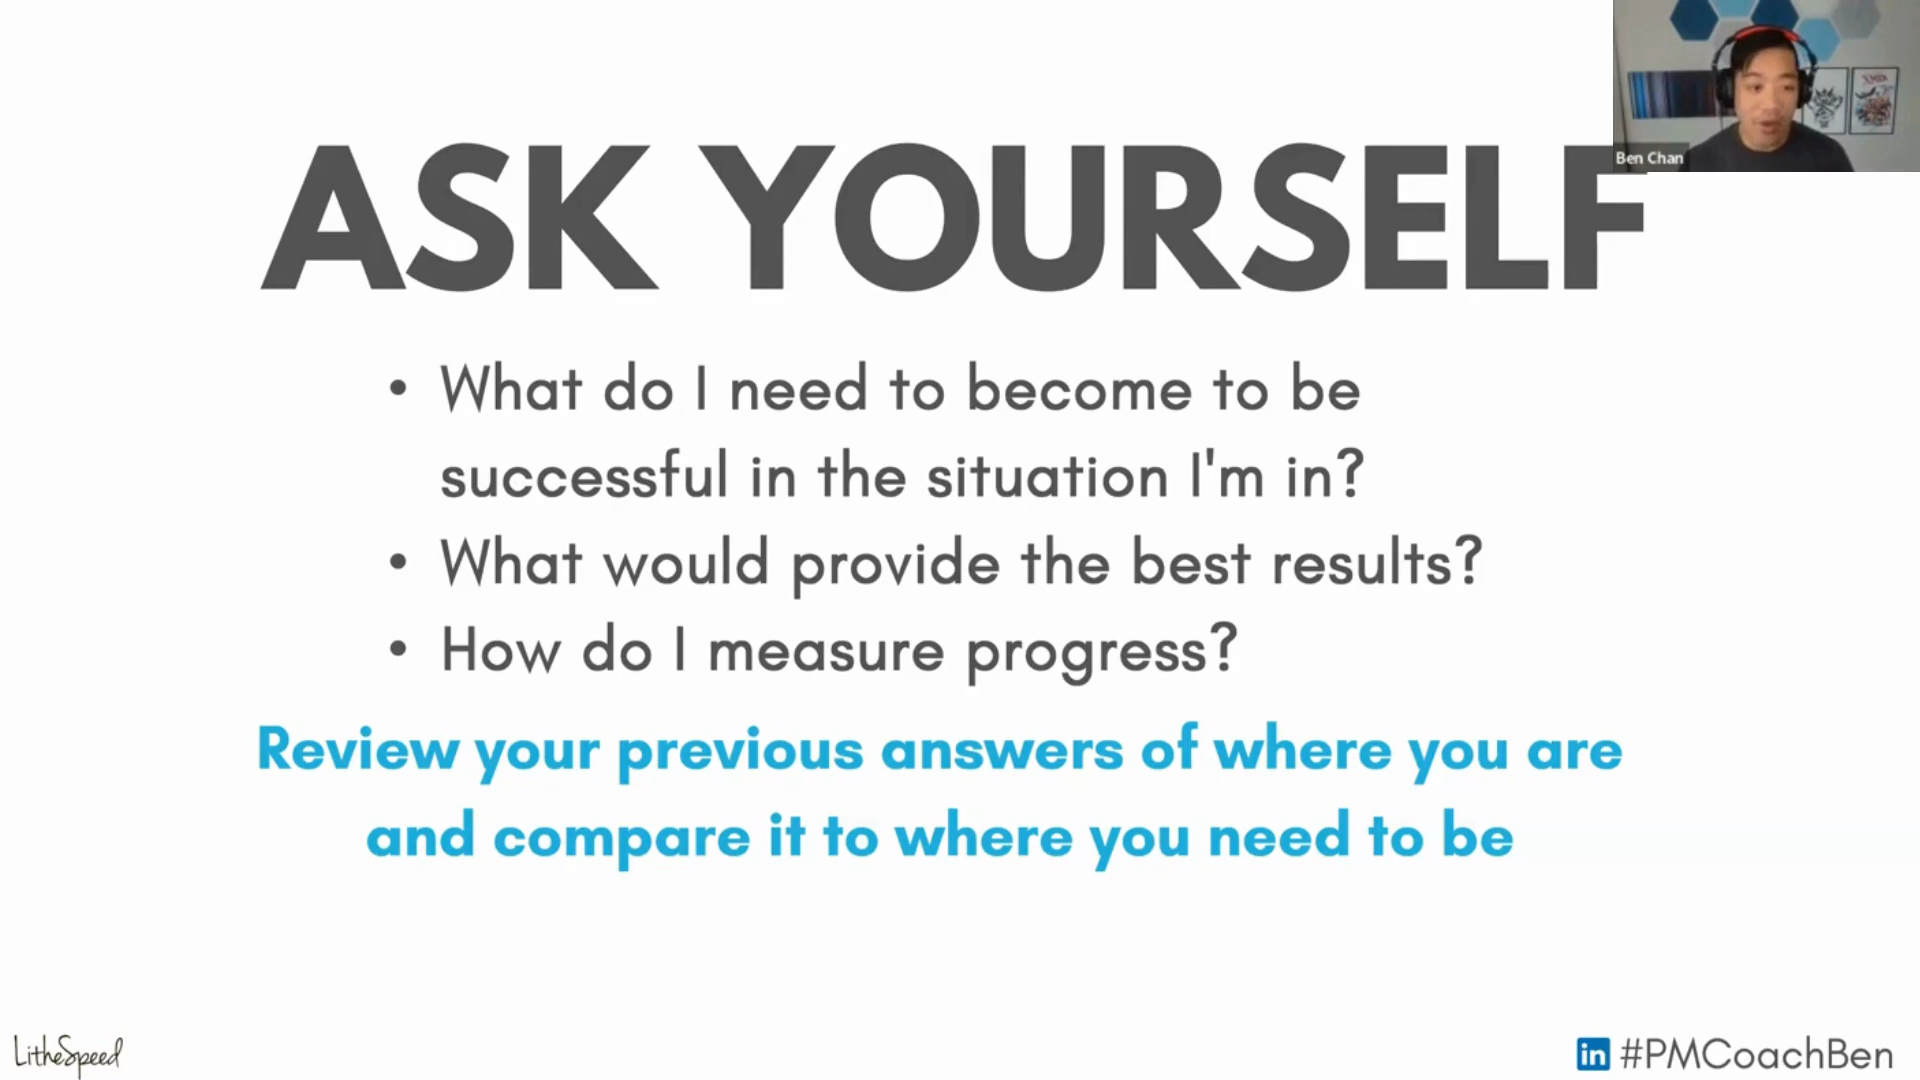 ASK YOURSELF
Ben Chan
• What do I need to become to be
successful in the situation I'm in?
• What would provide the best results?
• How do I measure progress?
Review your previous answers of where you are
and compare it to where you need to be
LitheSpeed
in #PMCoachBen